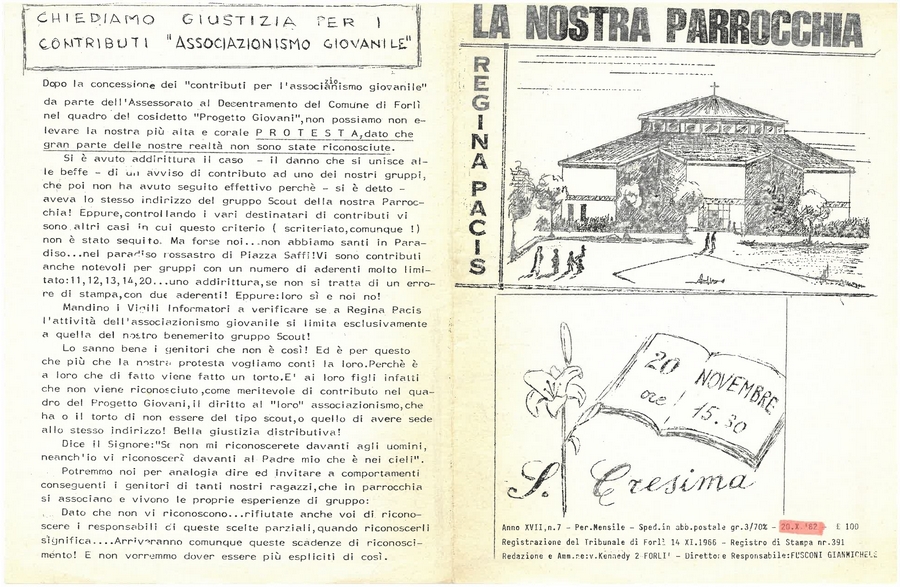 CHIEDIAMO GIUSTIZIA PER I
CONTRIBUTI "ASSOCIAZIONISMO GIOVANILE"
Dopo la concessione dei "contributi per l'associanismo giovanile"
zio.
da parte dell'Assessorato al Decentramento del Comune di Forlì
nel quadro del cosidetto "Progetto Giovani",non possiamo non e-
levare la nostra più alta e corale P R O T E S T A,dato che
gran parte delle nostre realtà non sono state riconosciute.
Si è avuto addirittura il caso - il danno che si unisce al-
le beffe - di un avviso di contributo ad uno dei nostri gruppi,
che poi non ha avuto seguito effettivo perchè - si è detto -
aveva lo stesso indirizzo del gruppo Scout della nostra Parroc-
chia! Eppure,controllando i vari destinatari di contributi vi
sono altri casi in cui questo criterio ( scriteriato,comunque !)
non è stato seguito. Ma forse noi...non abbiamo santi in Para-
diso...nel paradiso rossastro di Piazza Saffi!Vi sono contributi
anche notevoli per gruppi con un numero di aderenti molto limi-
tato:11,12,13,14,20...uno addirittura,se non si tratta di un erro-
re di stampa,con due aderenti! Eppure:loro sì e noi no!
Mandino i Vigili Informatori a verificare se a Regina Pacis
l'attività dell'associazionismo giovanile si limita esclusivamente
a quella del nostro benemerito gruppo Scout!
Lo sanno bene i genitori che non è così! Ed è per questo
che più che la nostra protesta vogliamo conti la loro.Perchè è
a loro che di fatto viene fatto un torto.E' ai loro figli infatti
che non viene riconosciuto,come meritevole di contributo nel qua-
dro del Progetto Giovani,il diritto al "loro" associazionismo,che
ha o il torto di non essere del tipo scout,o quello di avere sede
allo stesso indirizzo! Bella giustizia distributiva!
Dice il Signore:"Se non mi riconoscerete davanti agli uomini,
neanch'io vi riconoscerò davanti al Padre mio che è nei cieli".
Potremmo noi per analogia dire ed invitare a comportamenti
conseguenti i genitori di tanti nostri ragazzi,che in parrocchia
si associano e vivono le proprie esperienze di gruppo:
Dato che non vi riconoscono...rifiutate anche voi di ricono-
scere i responsabili di queste scelte parziali,quando riconoscerli
significa....Arriveranno comunque queste scadenze di riconosci-
mento! E non vorremmo dover essere più espliciti di così.
LA NOSTRA PARROCCHIA
REGINA PACIS
20 NOVEMBRE
ore 15.30
S. Cresima
Anno XVII,n.7 - Per.Mensile - Sped.in abb.postale gr.3/70% - £ 100
Registrazione del Tribunale di Forlì 14 XI.1966 - Registro di Stampa nr.391
Redazione e Amm.ne:v.Kennedy 2 FORLI' - Direttore Responsabile:FUSCONI GIANMICHELE